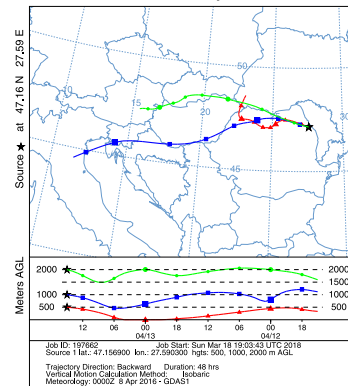 Source ★ at 47.16 N 27.59 E
50
15
20
30
40
45
Meters AGL
2000
1000
500
2000
1500
1000
500
12 06 00 18 12 06 00 18
04/13 04/12
Job ID: 197662 Job Start: Sun Mar 18 19:03:43 UTC 2018
Source 1 lat.: 47.156900 lon.: 27.590300 hgts: 500, 1000, 2000 m AGL
Trajectory Direction: Backward Duration: 48 hrs
Vertical Motion Calculation Method: Isobaric
Meteorology: 0000Z 8 Apr 2016 - GDAS1